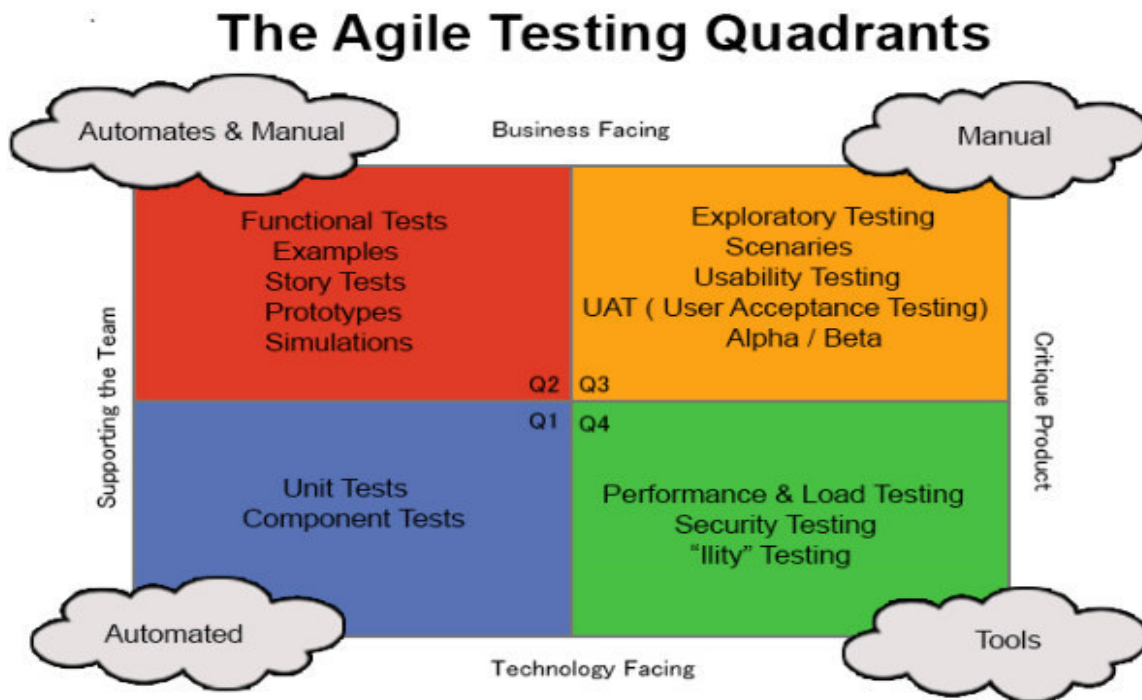 The Agile Testing Quadrants
Automates & Manual
Business Facing
Manual
Functional Tests
Examples
Story Tests
Prototypes
Simulations
Q2
Exploratory Testing
Scenaries
Usability Testing
UAT ( User Acceptance Testing)
Alpha / Beta
Q3
Supporting the Team
Critique Product
Q1
Unit Tests
Component Tests
Q4
Performance & Load Testing
Security Testing
“Ility” Testing
Automated
Technology Facing
Tools